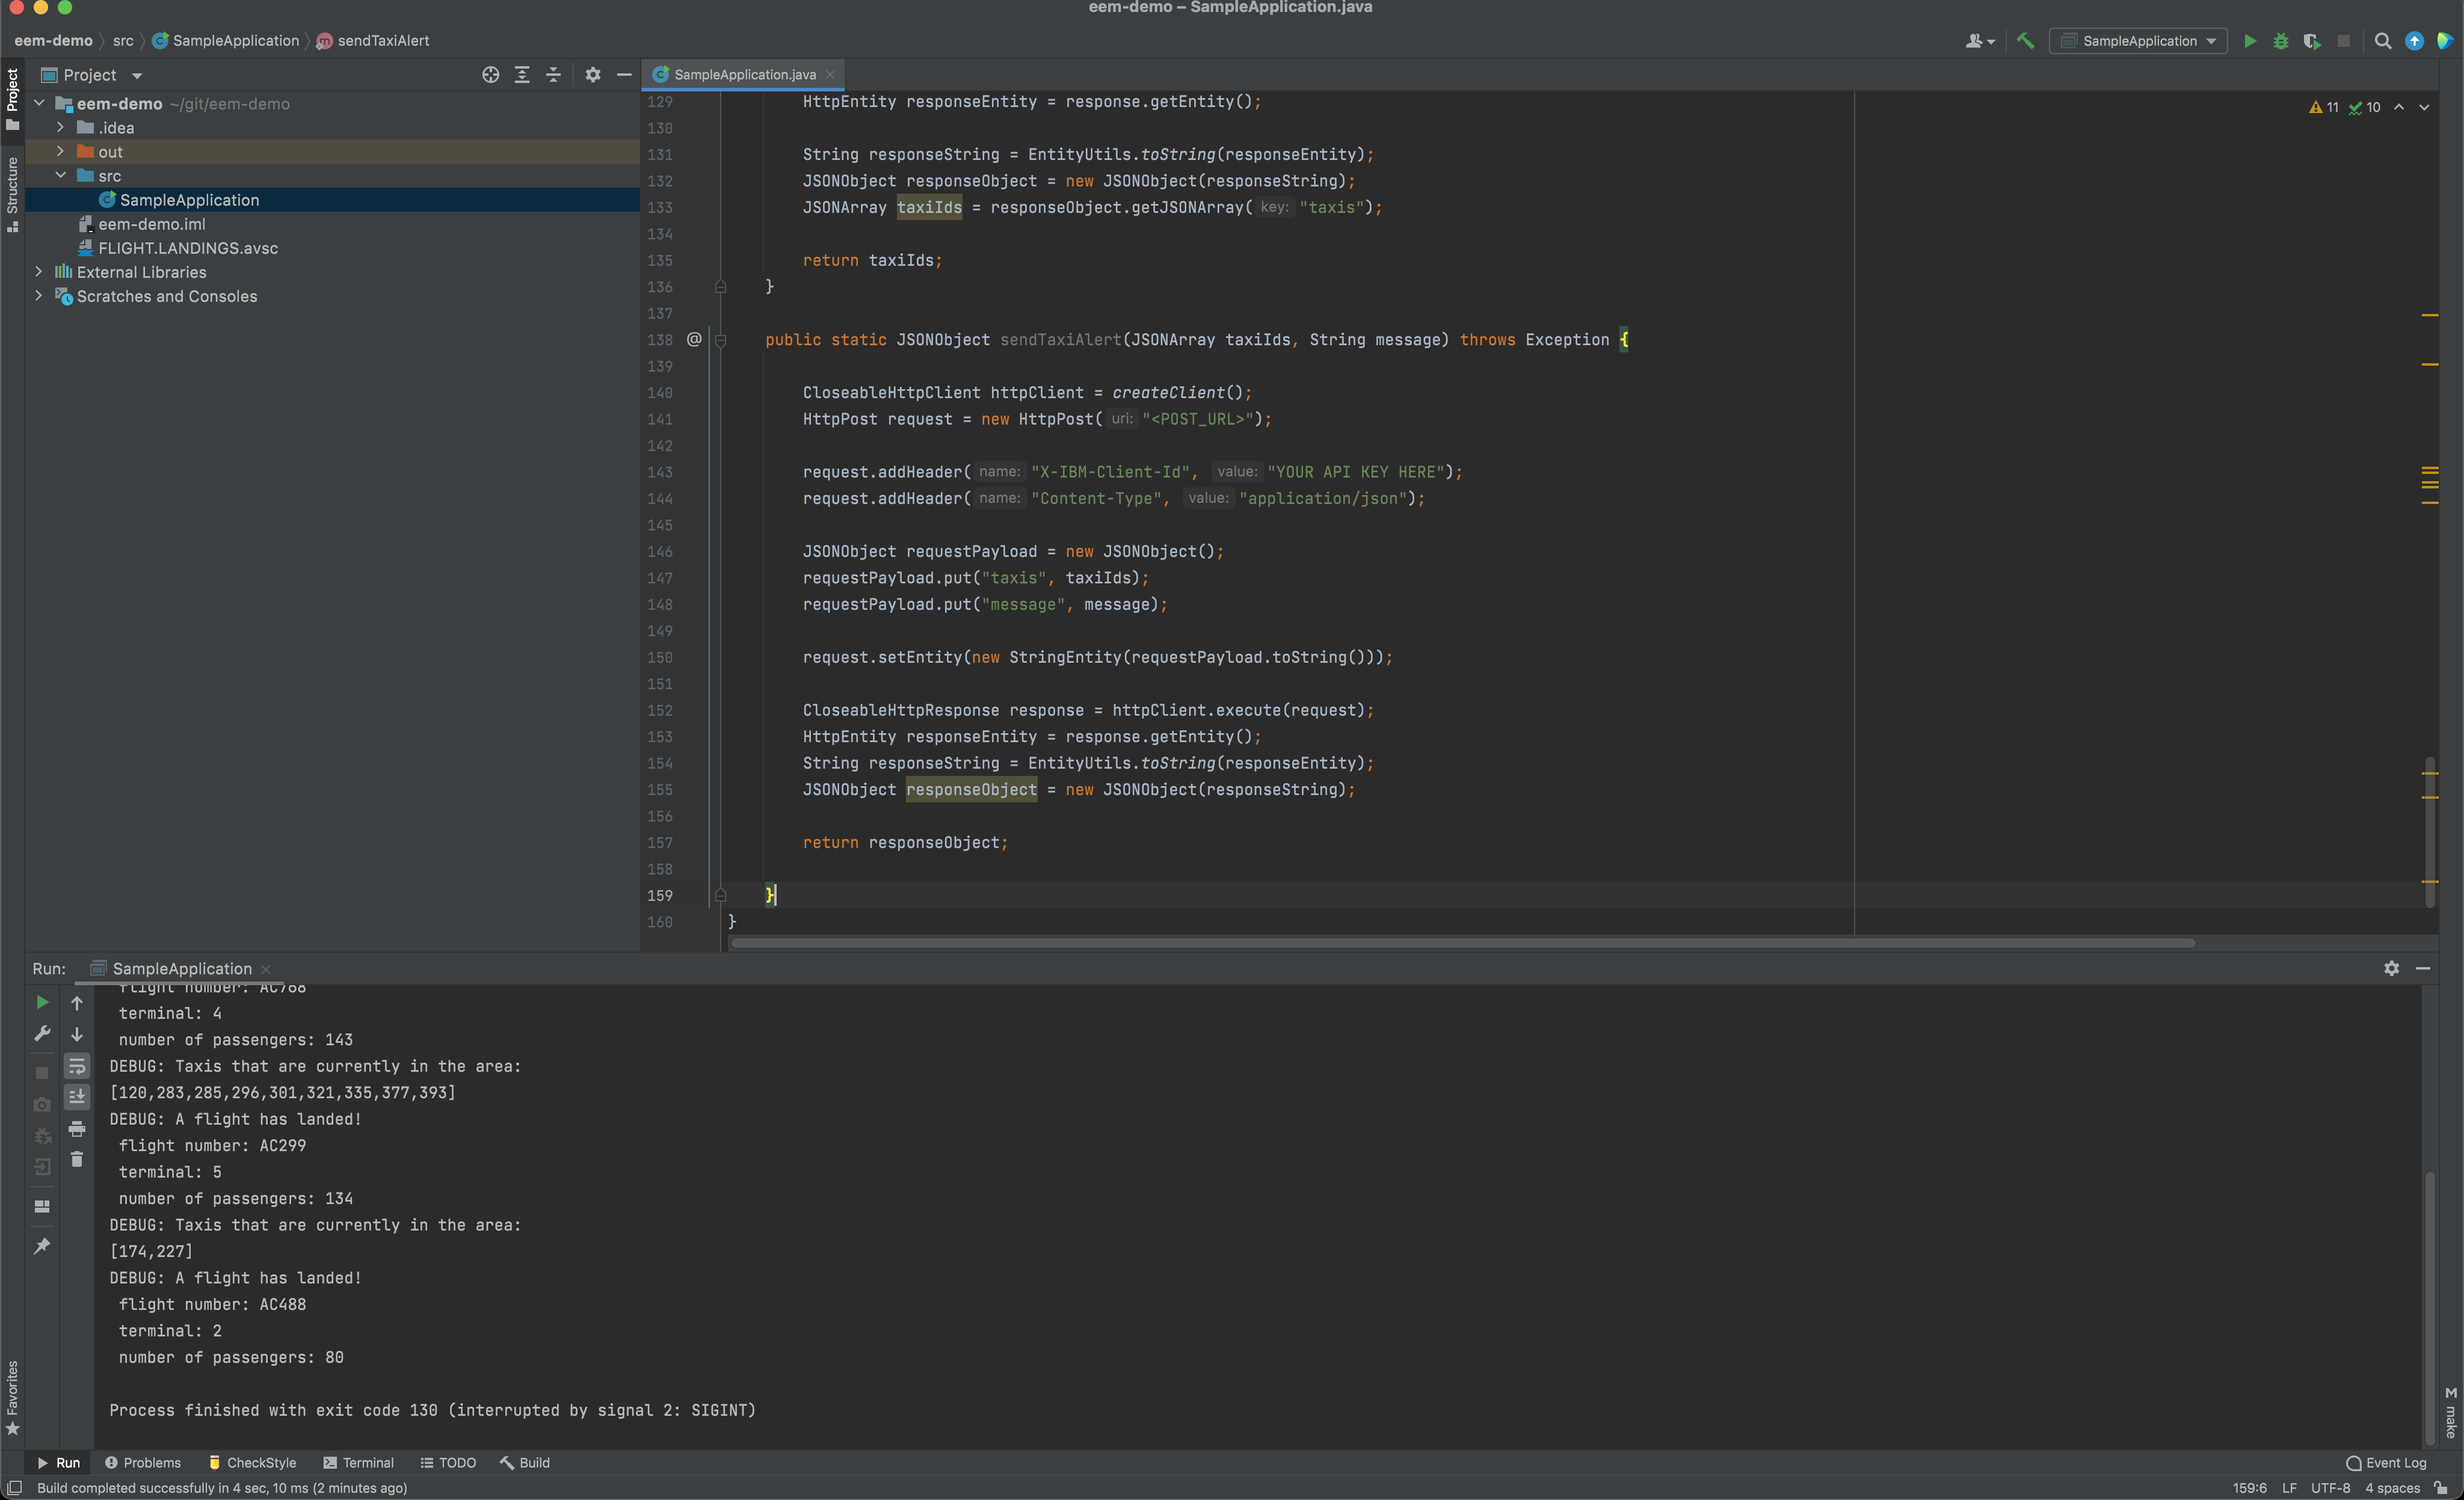 eem-demo – SampleApplication.java
eem-demo src SampleApplication sendTaxiAlert
SampleApplication
Project
SampleApplication.java
Project
Structure
Favorites
eem-demo ~/git/eem-demo
.idea
out
src
SampleApplication
eem-demo.iml
FLIGHT.LANDINGS.avsc
External Libraries
Scratches and Consoles
11 10
129 HttpEntity responseEntity = response.getEntity();
130
131 String responseString = EntityUtils.toString(responseEntity);
132 JSONObject responseObject = new JSONObject(responseString);
133 JSONArray taxiIds = responseObject.getJSONArray( key: "taxis");
134
135 return taxiIds;
136 }
137
138 @ public static JSONObject sendTaxiAlert(JSONArray taxiIds, String message) throws Exception {
139
140 CloseableHttpClient httpClient = createClient();
141 HttpPost request = new HttpPost( uri: "<POST_URL>");
142
143 request.addHeader( name: "X-IBM-Client-Id", value: "YOUR API KEY HERE");
144 request.addHeader( name: "Content-Type", value: "application/json");
145
146 JSONObject requestPayload = new JSONObject();
147 requestPayload.put("taxis", taxiIds);
148 requestPayload.put("message", message);
149
150 request.setEntity(new StringEntity(requestPayload.toString()));
151
152 CloseableHttpResponse response = httpClient.execute(request);
153 HttpEntity responseEntity = response.getEntity();
154 String responseString = EntityUtils.toString(responseEntity);
155 JSONObject responseObject = new JSONObject(responseString);
156
157 return responseObject;
158
159 }
160 }
Run: SampleApplication
flight number: AC768
terminal: 4
number of passengers: 143
DEBUG: Taxis that are currently in the area:
[120,283,285,296,301,321,335,377,393]
DEBUG: A flight has landed!
flight number: AC299
terminal: 5
number of passengers: 134
DEBUG: Taxis that are currently in the area:
[174,227]
DEBUG: A flight has landed!
flight number: AC488
terminal: 2
number of passengers: 80
Process finished with exit code 130 (interrupted by signal 2: SIGINT)
M make
Run Problems CheckStyle Terminal TODO Build Event Log
Build completed successfully in 4 sec, 10 ms (2 minutes ago) 159:6 LF UTF-8 4 spaces